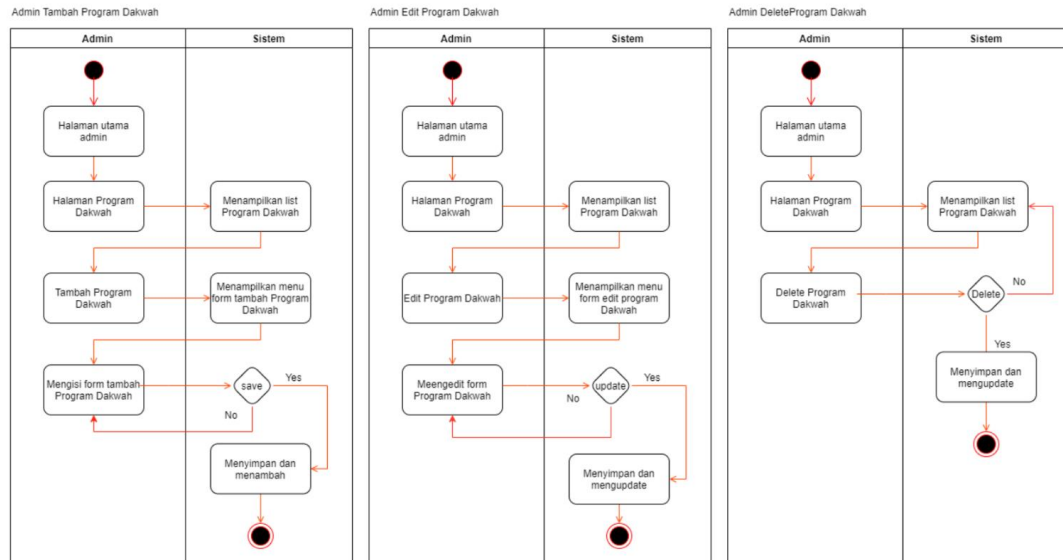 Admin Tambah Program Dakwah
Admin
Sistem
Halaman utama
admin
Halaman Program
Dakwah
Menampilkan list
Program Dakwah
Tambah Program
Dakwah
Menampilkan menu
form tambah Program
Dakwah
Mengisi form tambah
Program Dakwah
save
Yes
No
Menyimpan dan
menambah
Admin Edit Program Dakwah
Admin
Sistem
Halaman utama
admin
Halaman Program
Dakwah
Menampilkan list
Program Dakwah
Edit Program Dakwah
Menampilkan menu
form edit program
Dakwah
Meengedit form
Program Dakwah
update
Yes
No
Menyimpan dan
mengupdate
Admin DeleteProgram Dakwah
Admin
Sistem
Halaman utama
admin
Halaman Program
Dakwah
Menampilkan list
Program Dakwah
Delete Program
Dakwah
Delete
No
Yes
Menyimpan dan
mengupdate